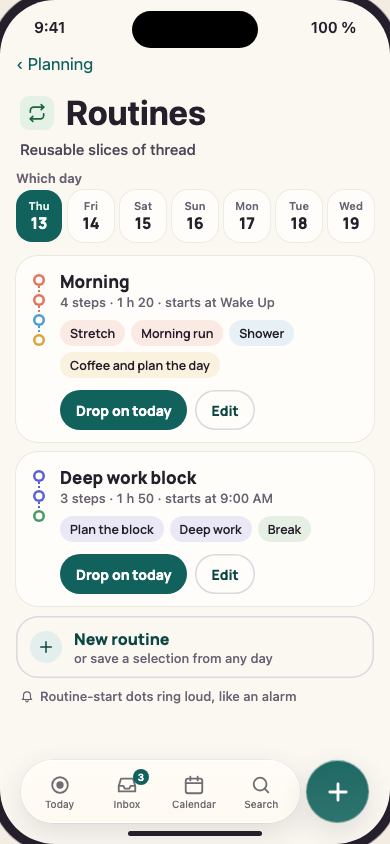 9:41
100 %
‹ Planning
Routines
Reusable slices of thread
Which day
Thu Fri Sat Sun Mon Tue Wed
13 14 15 16 17 18 19
Morning
4 steps · 1 h 20 · starts at Wake Up
Stretch Morning run Shower
Coffee and plan the day
Drop on today Edit
Deep work block
3 steps · 1 h 50 · starts at 9:00 AM
Plan the block Deep work Break
Drop on today Edit
New routine
or save a selection from any day
Routine-start dots ring loud, like an alarm
3
Today Inbox Calendar Search